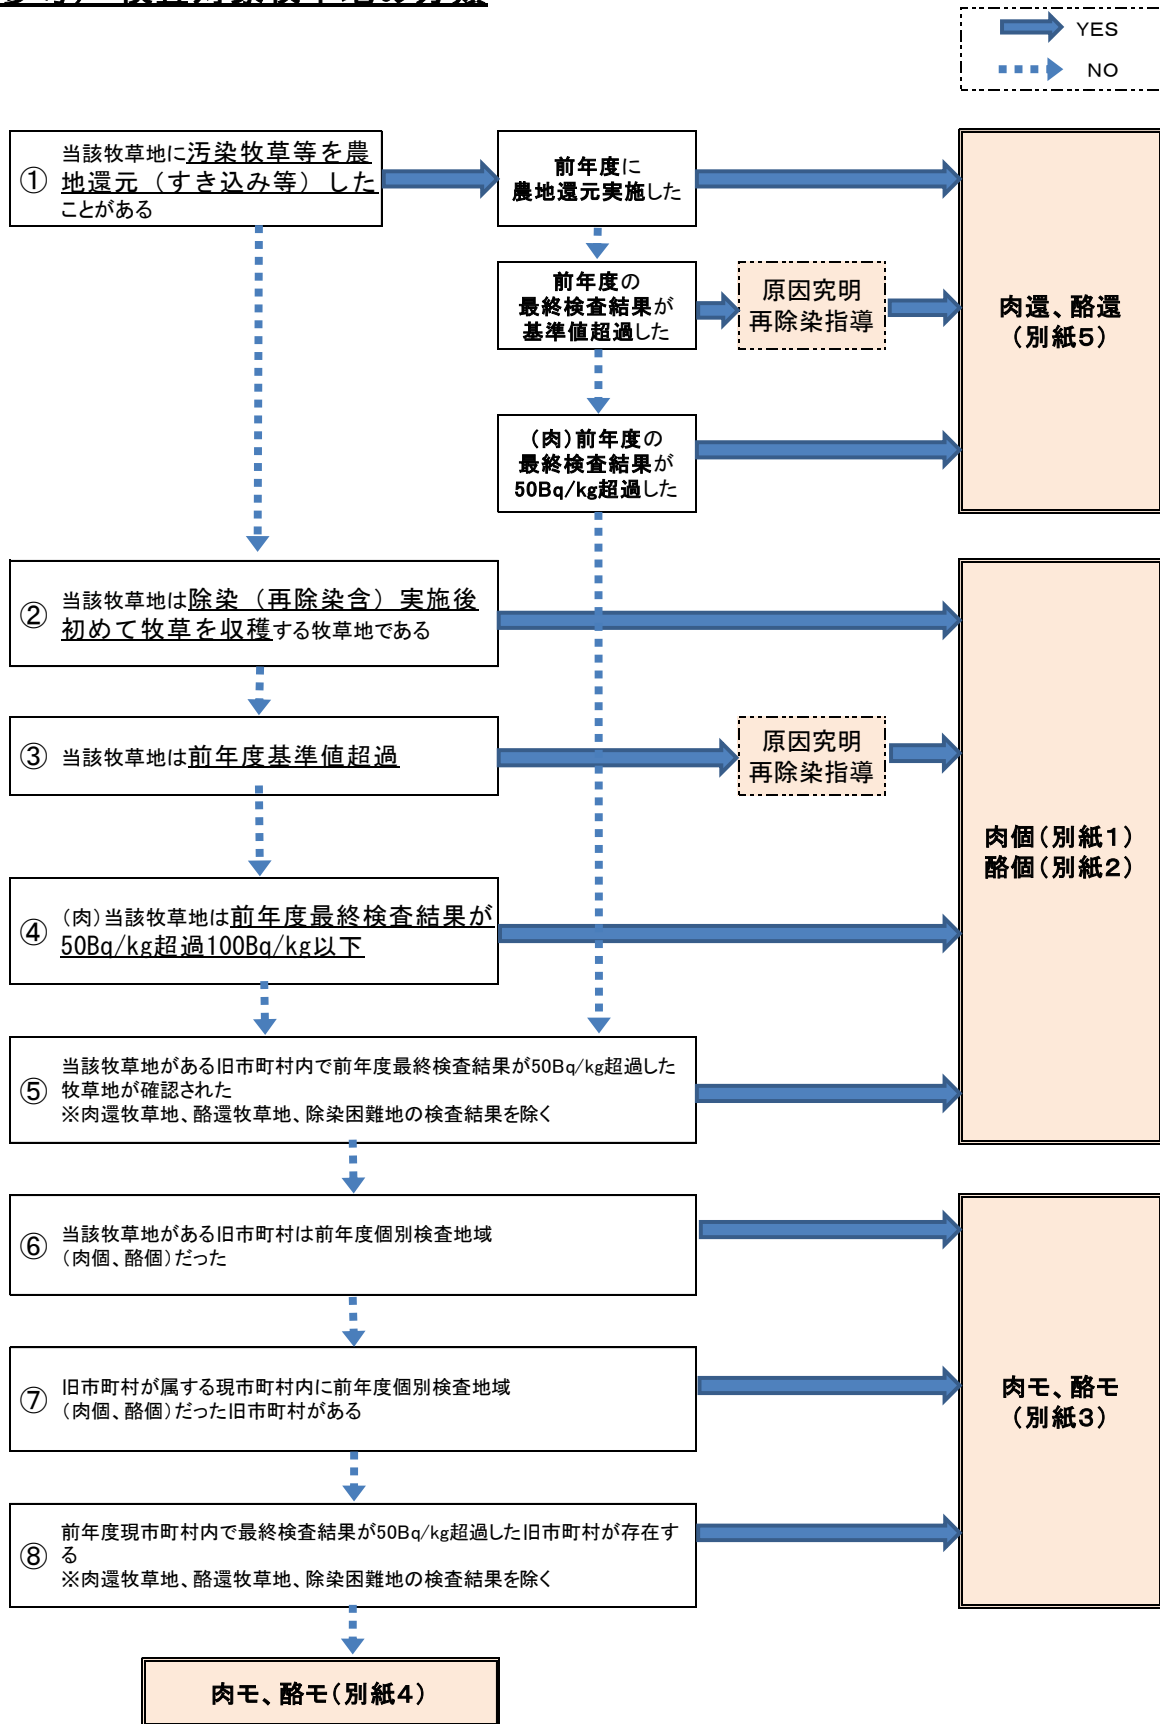 YES
NO
① 当該牧草地に汚染牧草等を農
地還元（すき込み等）した
ことがある
前年度に
農地還元実施した
前年度の
最終検査結果が
基準値超過した
原因究明
再除染指導
肉還、酪還
（別紙５）
（肉）前年度の
最終検査結果が
50Bq/kg超過した
② 当該牧草地は除染（再除染含）実施後
初めて牧草を収穫する牧草地である
③ 当該牧草地は前年度基準値超過
原因究明
再除染指導
肉個（別紙１）
酪個（別紙２）
④ （肉）当該牧草地は前年度最終検査結果が
50Bq/kg超過100Bq/kg以下
⑤ 当該牧草地がある旧市町村内で前年度最終検査結果が50Bq/kg超過した
牧草地が確認された
※肉還牧草地、酪還牧草地、除染困難地の検査結果を除く
⑥ 当該牧草地がある旧市町村は前年度個別検査地域
（肉個、酪個）だった
⑦ 旧市町村が属する現市町村内に前年度個別検査地域
（肉個、酪個）だった旧市町村がある
肉モ、酪モ
（別紙３）
⑧ 前年度現市町村内で最終検査結果が50Bq/kg超過した旧市町村が存在す
る
※肉還牧草地、酪還牧草地、除染困難地の検査結果を除く
肉モ、酪モ（別紙４）